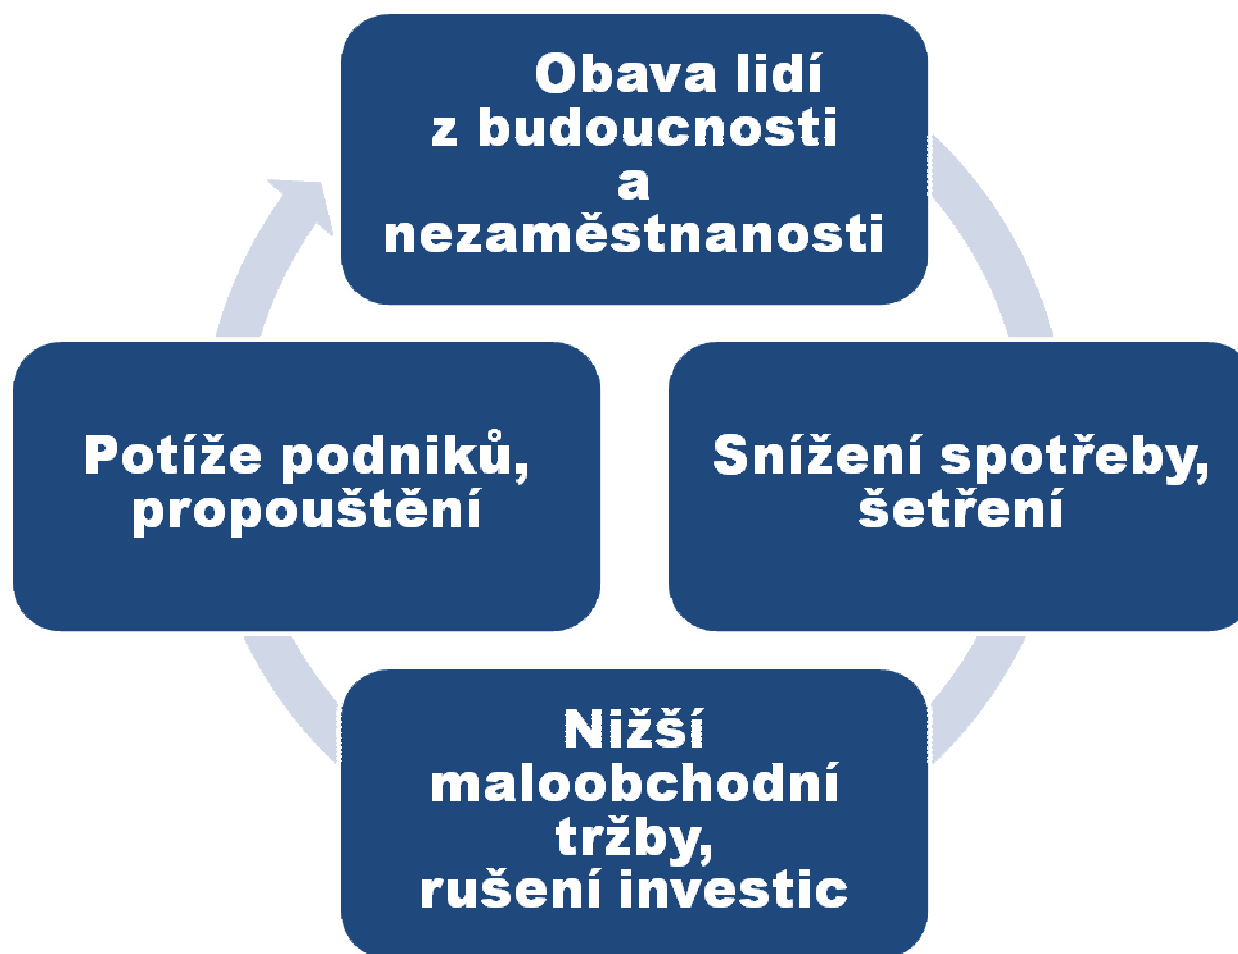 Obava lidí
z budoucnosti
a
nezaměstnanosti
Snížení spotřeby,
šetření
Nižší
maloobchodní
tržby,
rušení investic
Potíže podniků,
propouštění